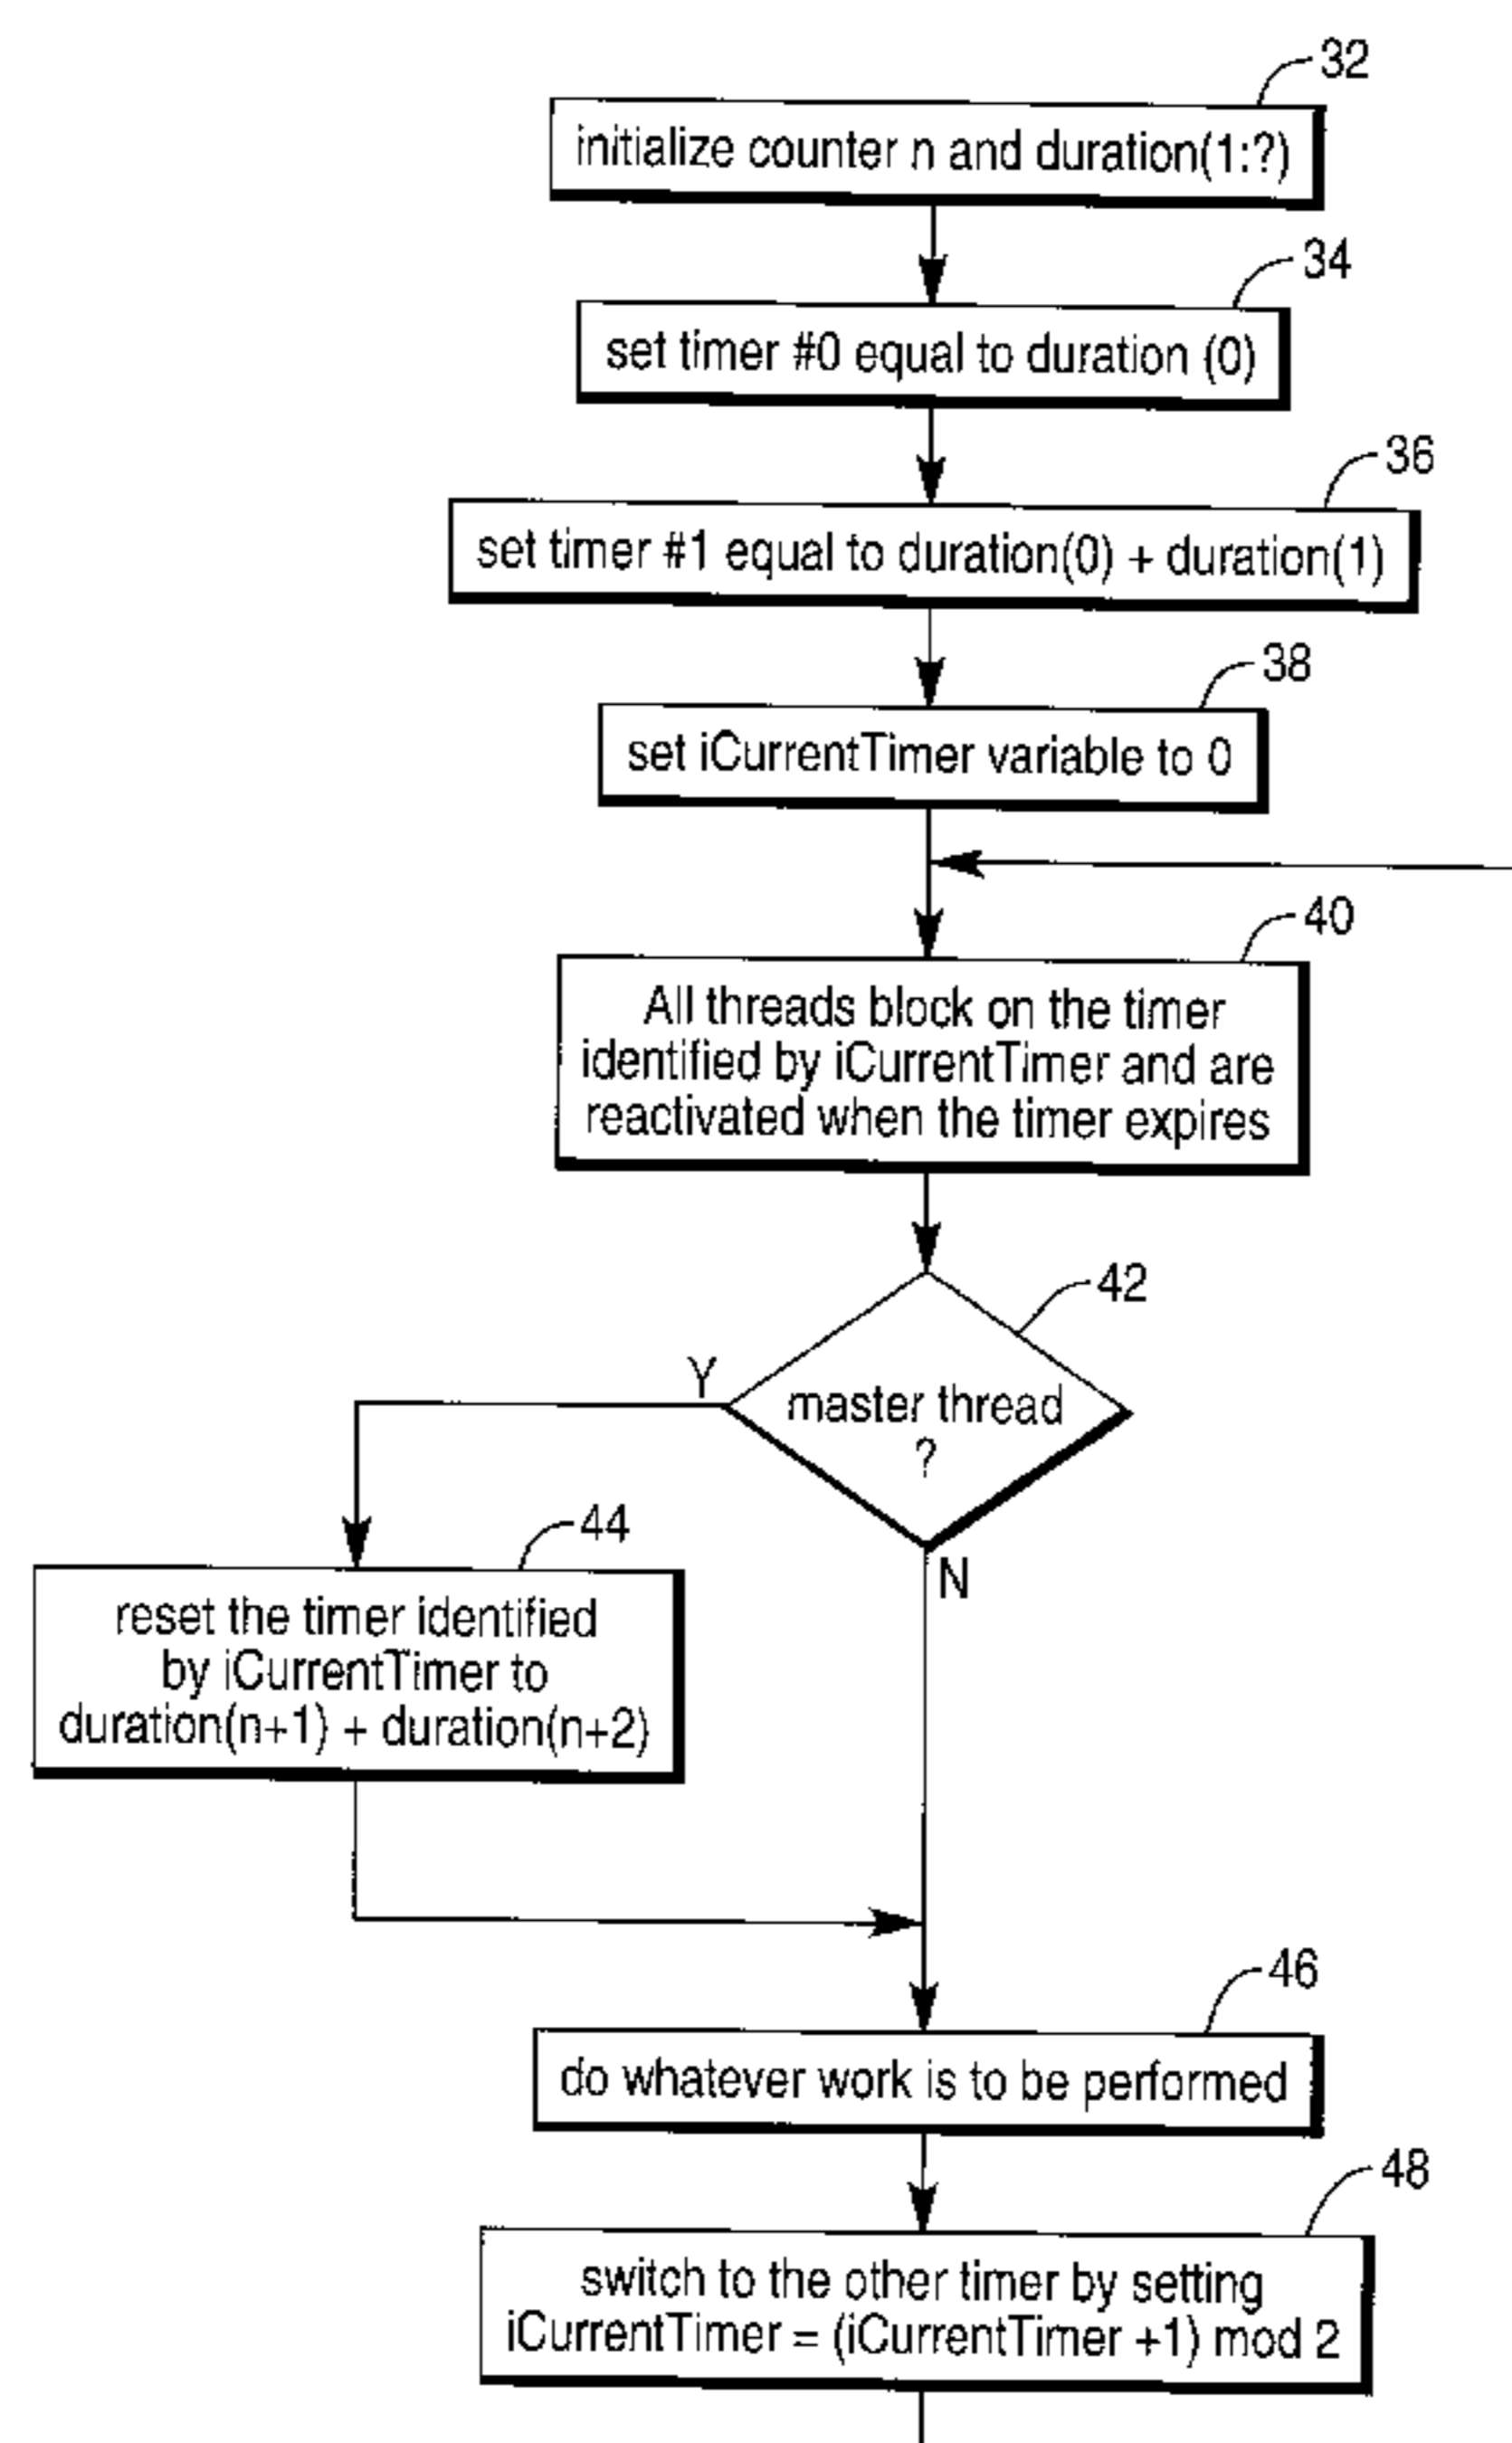 32
initialize counter n and duration(1:?)
34
set timer #0 equal to duration (0)
36
set timer #1 equal to duration(0) + duration(1)
38
set iCurrentTimer variable to 0
40
All threads block on the timer
identified by iCurrentTimer and are
reactivated when the timer expires
42
Y
master thread
?
44
N
reset the timer identified
by iCurrentTimer to
duration(n+1) + duration(n+2)
46
do whatever work is to be performed
48
switch to the other timer by setting
iCurrentTimer = (iCurrentTimer +1) mod 2